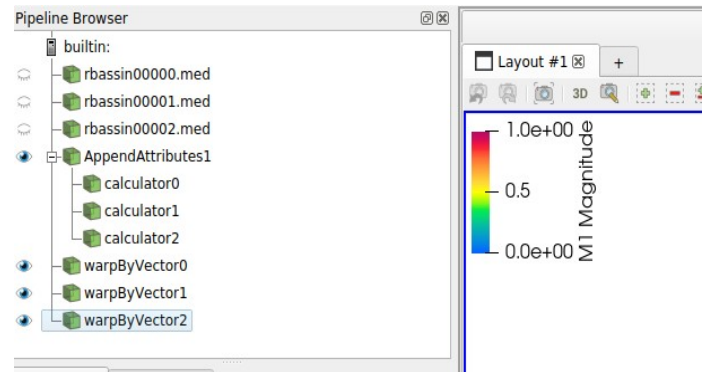 Pipeline Browser
builtin:
rbassin00000.med
rbassin00001.med
rbassin00002.med
AppendAttributes1
calculator0
calculator1
calculator2
warpByVector0
warpByVector1
warpByVector2
Layout #1
+
3D
1.0e+00
0.5
0.0e+00
M1 Magnitude